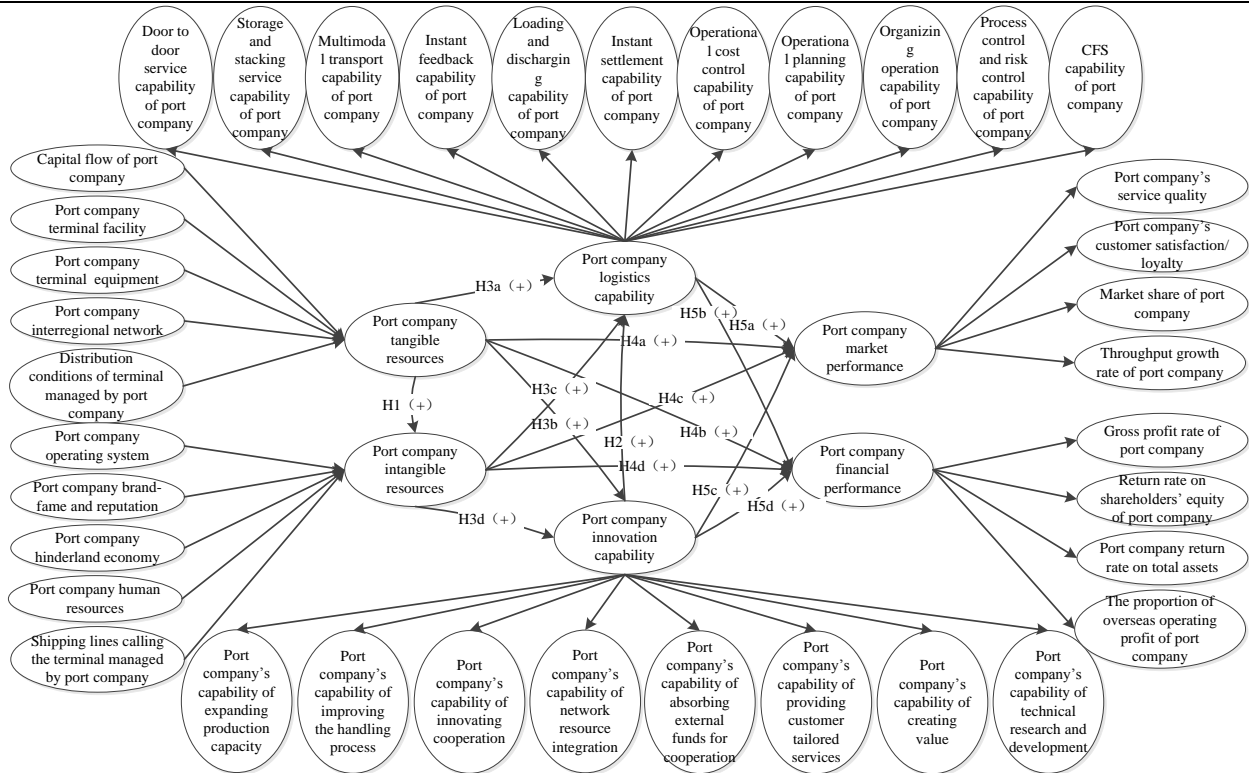 Door to
door
service
capability
of port
company
Storage
and
stacking
service
capability
of port
company
Multimoda
l transport
capability
of port
company
Instant
feedback
capability
of port
company
Loading
and
dischargin
g
capability
of port
company
Instant
settlement
capability
of port
company
Operationa
l cost
control
capability
of port
company
Operational
planning
capability
of port
company
Organizin
g
operation
capability
of port
company
Process
control
and risk
control
capability
of port
company
CFS
capability
of port
company
Capital flow of port
company
Port company
terminal facility
Port company
terminal equipment
Port company
interregional network
Distribution
conditions of terminal
managed by port
company
Port company
operating system
Port company brand-
fame and reputation
Port company
hinderland economy
Port company human
resources
Shipping lines calling
the terminal managed
by port company
Port company
tangible
resources
Port company
intangible
resources
Port company
logistics
capability
Port company
innovation
capability
H3a (+)
H1 (+)
H3c (+)
H3b (+)
H2 (+)
H3d (+)
H4a (+)
H4c (+)
H4b (+)
H4d (+)
H5b (+)
H5a (+)
H5c (+)
H5d (+)
Port company
market
performance
Port company
financial
performance
Port company's
service quality
Port company's
customer satisfaction/
loyalty
Market share of port
company
Throughput growth
rate of port company
Gross profit rate of
port company
Return rate on
shareholders' equity
of port company
Port company return
rate on total assets
The proportion of
overseas operating
profit of port
company
Port
company's
capability of
expanding
production
capacity
Port
company's
capability of
improving
the handling
process
Port
company's
capability of
innovating
cooperation
Port
company's
capability of
network
resource
integration
Port
company's
capability of
absorbing
external
funds for
cooperation
Port
company's
capability of
providing
customer
tailored
services
Port
company's
capability of
creating
value
Port
company's
capability of
technical
research and
development